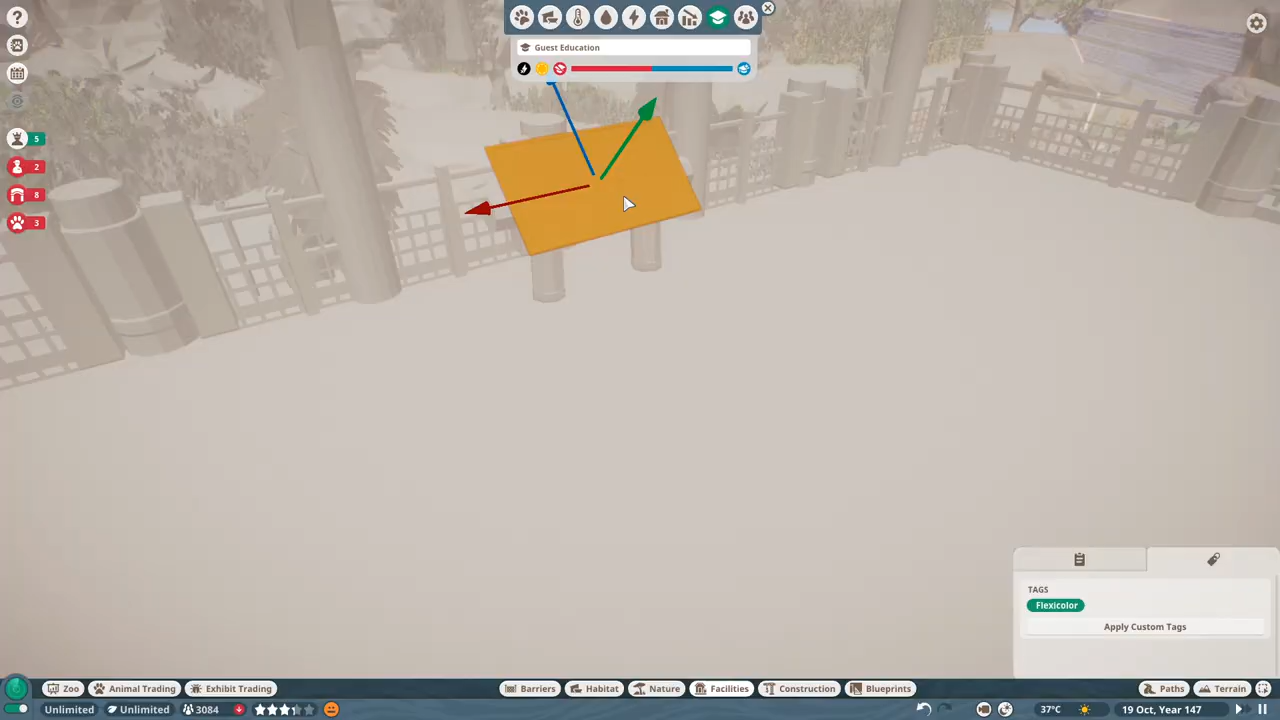 Guest Education
5
2
8
3
TAGS
Flexicolor
Apply Custom Tags
Zoo
Animal Trading
Exhibit Trading
Barriers
Habitat
Nature
Facilities
Construction
Blueprints
Paths
Terrain
Unlimited
Unlimited
3084
37°C
19 Oct, Year 147